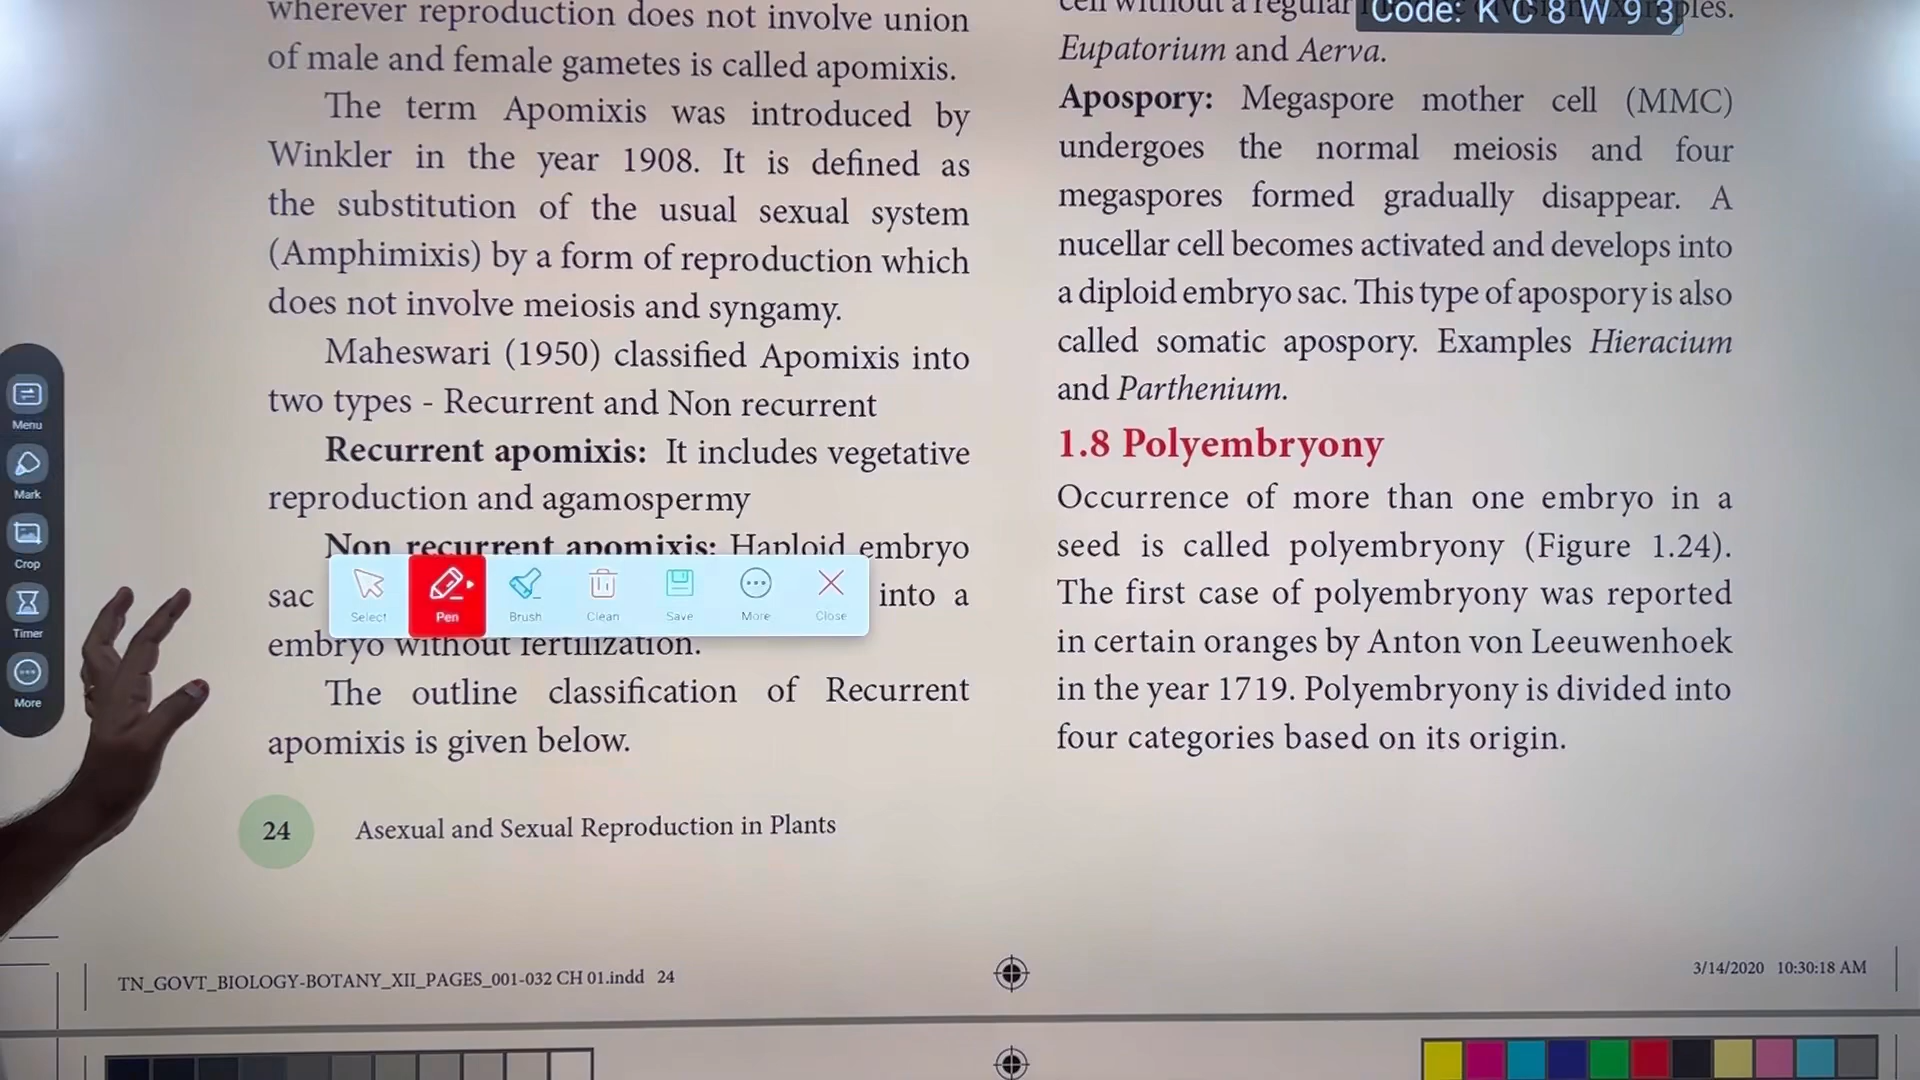 wherever reproduction does not involve union
of male and female gametes is called apomixis.
The term Apomixis was introduced by
Winkler in the year 1908. It is defined as
the substitution of the usual sexual system
(Amphimixis) by a form of reproduction which
does not involve meiosis and syngamy.
Maheswari (1950) classified Apomixis into
two types - Recurrent and Non recurrent
Recurrent apomixis: It includes vegetative
reproduction and agamospermy
Non recurrent apomixis: Haploid embryo
sac into a
embryo without fertilization.
The outline classification of Recurrent
apomixis is given below.
24 Asexual and Sexual Reproduction in Plants
cell without a regular ples.
Code: K C 8 W 9 3
Eupatorium and Aerva.
Apospory: Megaspore mother cell (MMC)
undergoes the normal meiosis and four
megaspores formed gradually disappear. A
nucellar cell becomes activated and develops into
a diploid embryo sac. This type of apospory is also
called somatic apospory. Examples Hieracium
and Parthenium.
1.8 Polyembryony
Occurrence of more than one embryo in a
seed is called polyembryony (Figure 1.24).
The first case of polyembryony was reported
in certain oranges by Anton von Leeuwenhoek
in the year 1719. Polyembryony is divided into
four categories based on its origin.
Menu
Mark
Crop
Timer
More
Select Pen Brush Clean Save More Close
TN_GOVT_BIOLOGY-BOTANY_XII_PAGES_001-032 CH 01.indd 24
3/14/2020 10:30:18 AM